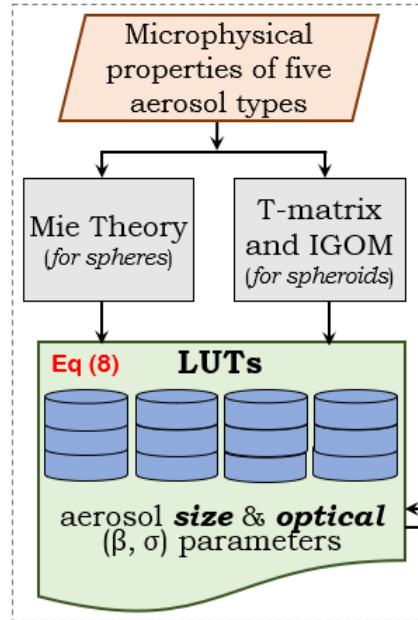 Microphysical
properties of five
aerosol types
Mie Theory
(for spheres)
T-matrix
and IGOM
(for spheroids)
Eq (8) LUTs
aerosol size & optical
(β, σ) parameters